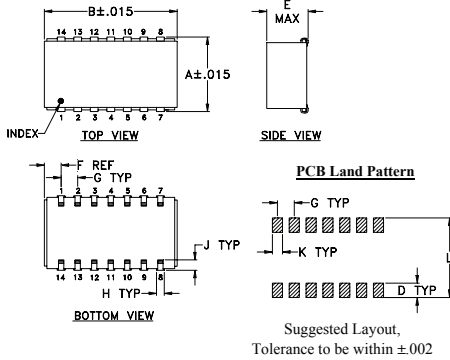 B±.015
E
MAX
14 13 12 11 10 9 8
A±.015
INDEX
1 2 3 4 5 6 7
TOP VIEW
SIDE VIEW
F REF
G TYP
1 2 3 4 5 6 7
J TYP
14 13 12 11 10 9 8
H TYP
BOTTOM VIEW
PCB Land Pattern
G TYP
K TYP
L
D TYP
Suggested Layout,
Tolerance to be within ±.002